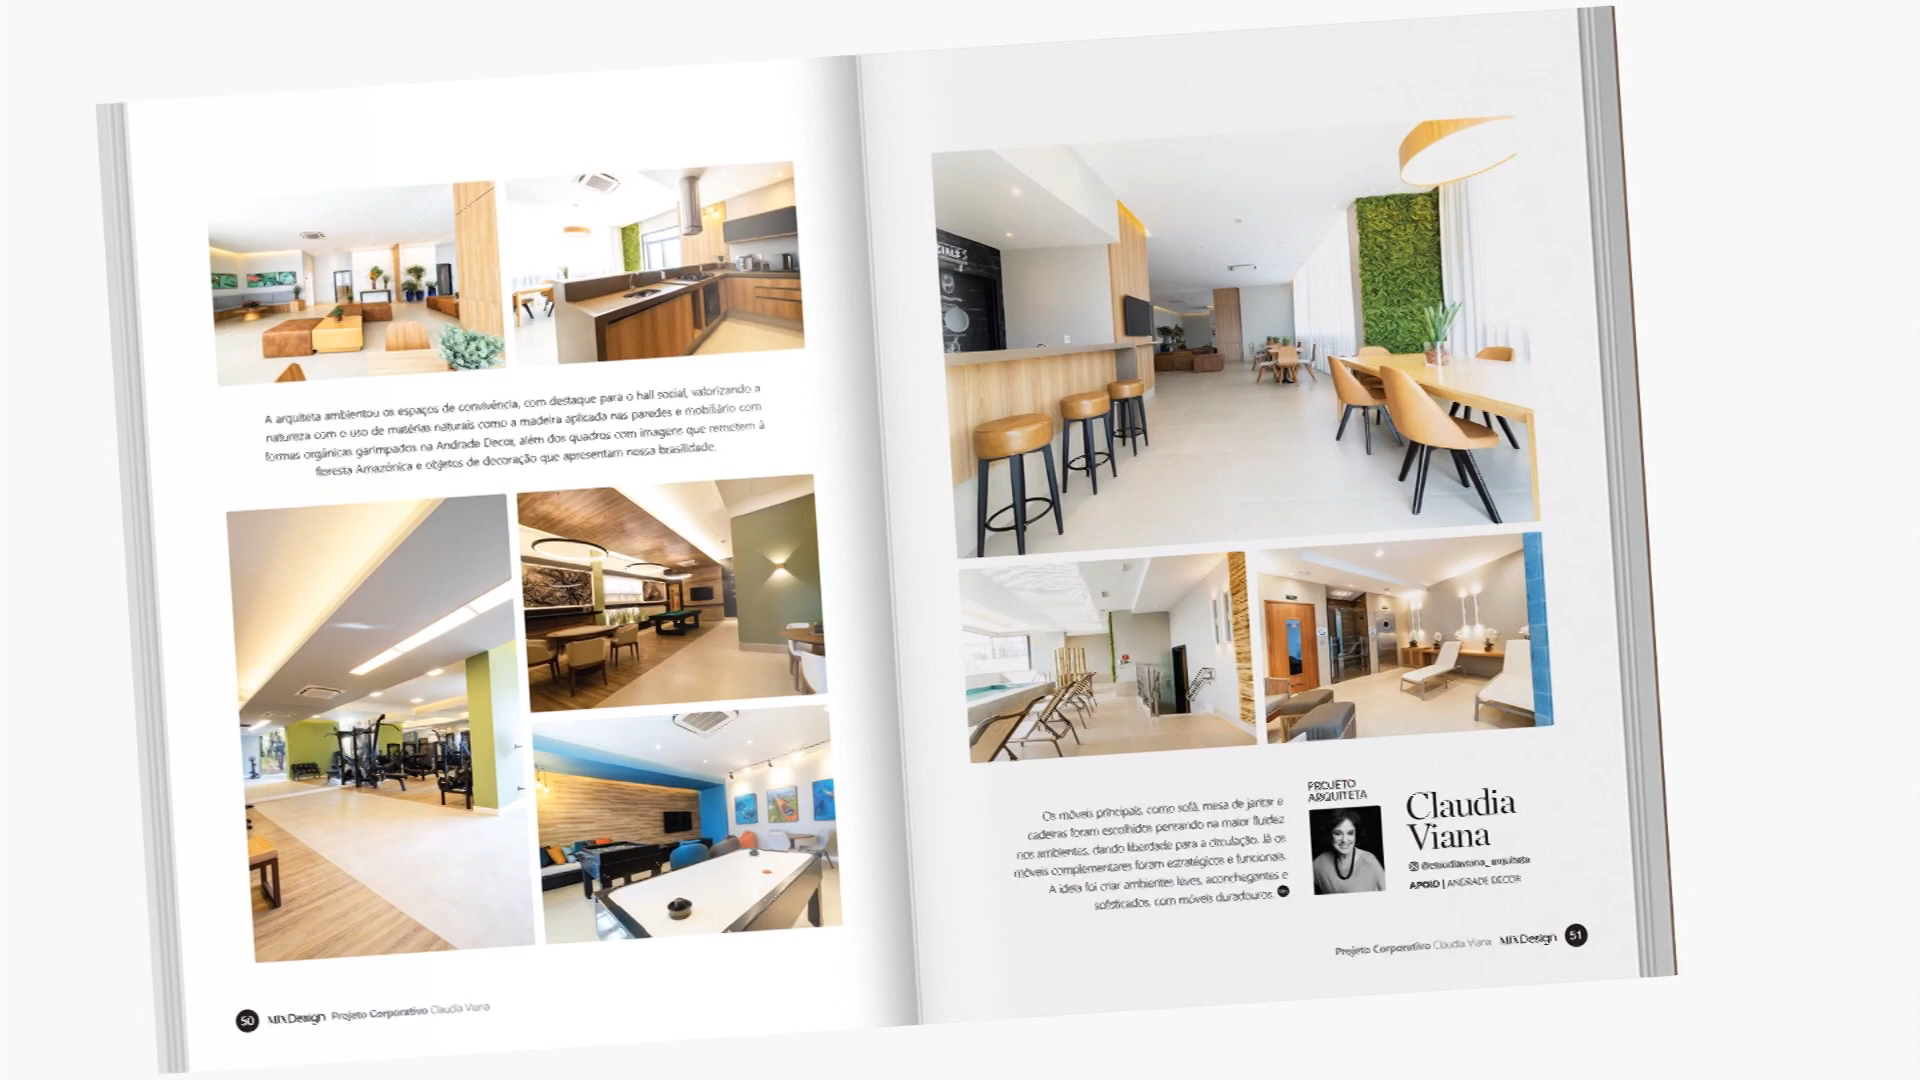 A arquiteta ambientou os espaços de convivência, com destaque para o hall social, valorizando a
natureza com o uso de matérias naturais como a madeira aplicada nas paredes e mobiliário com
formas orgânicas garimpados na Andrade Decor, além dos quadros com imagens que remetem à
floresta Amazônica e objetos de decoração que apresentam nossa brasilidade.
50 MIXDesign Projeto Corporativo Claudia Viana
Os móveis principais, como sofá, mesa de jantar e
cadeiras foram escolhidos pensando na maior fluidez
nos ambientes, dando liberdade para a circulação. Já os
móveis complementares foram estratégicos e funcionais.
A ideia foi criar ambientes leves, aconchegantes e
sofisticados, com móveis duradouros.
PROJETO
ARQUITETA
Claudia
Viana
@claudiaviana_arquiteta
APOIO | ANDRADE DECOR
Projeto Corporativo Claudia Viana MIXDesign 51